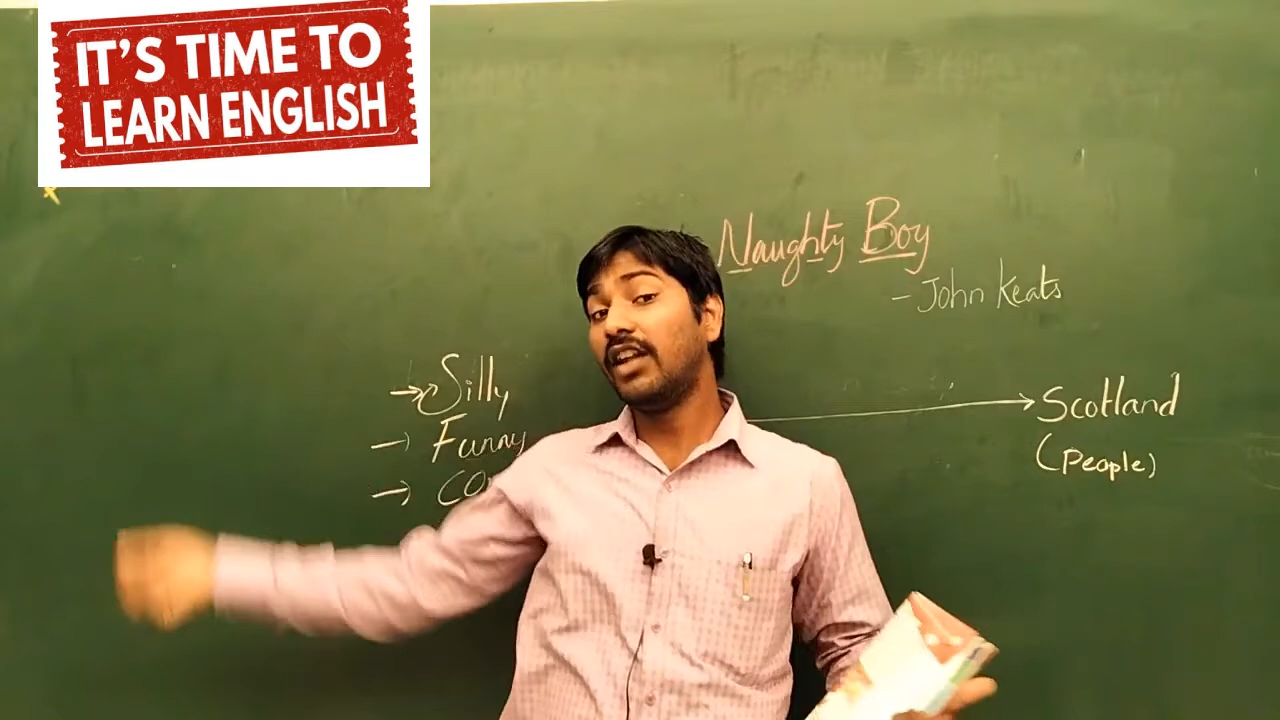 IT'S TIME TO
LEARN ENGLISH
Naughty Boy
- John Keats
→ Silly
→ Funny
→
→ Scotland
(People)